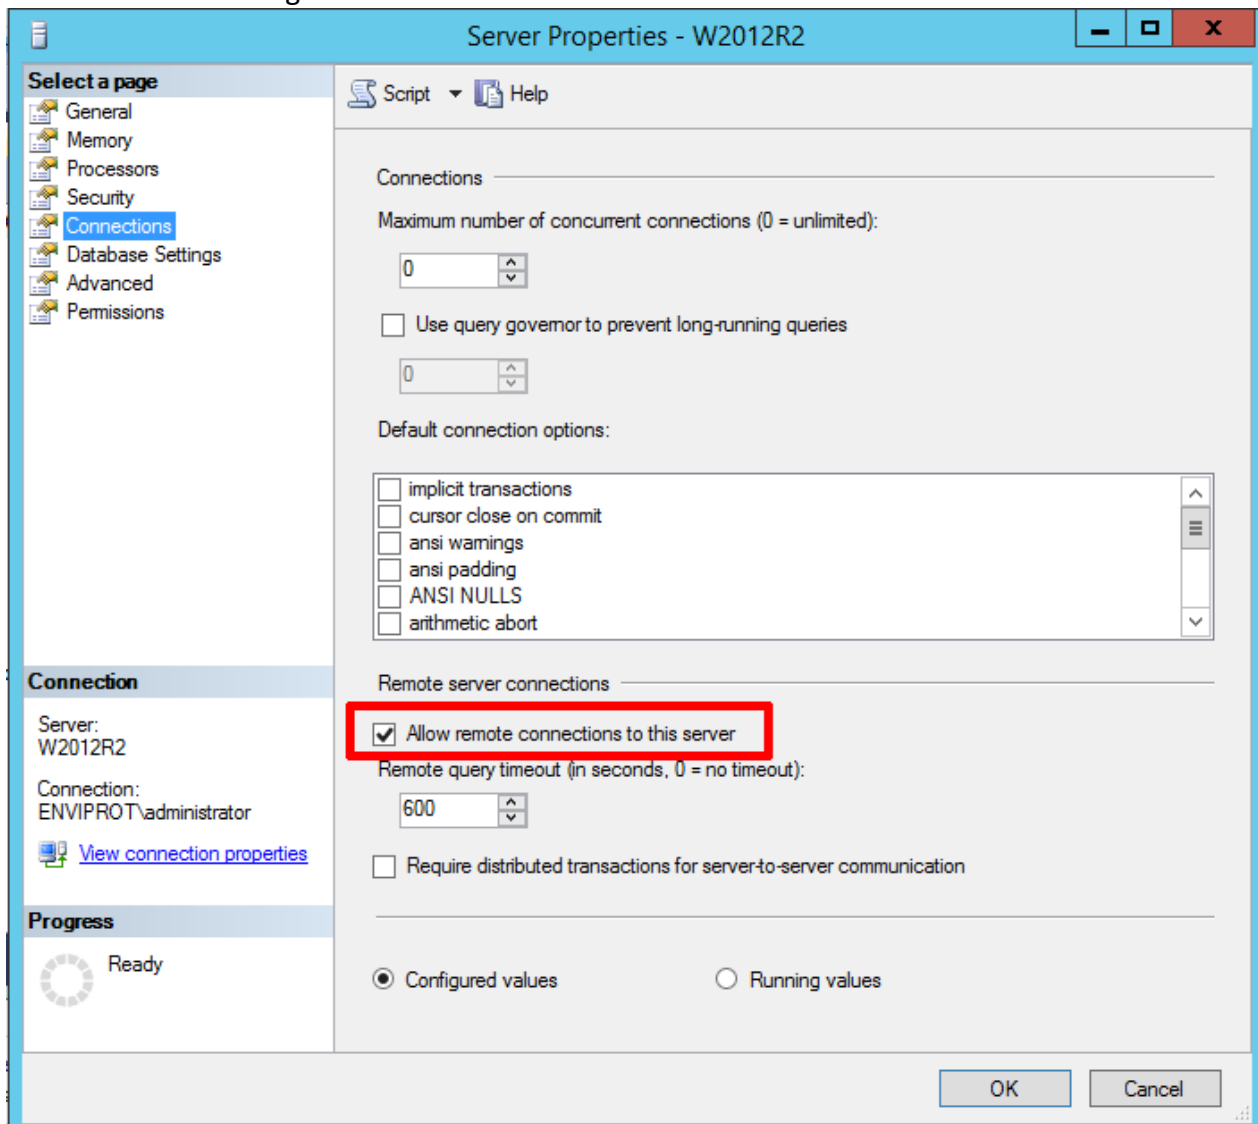 Server Properties - W2012R2
Select a page
General
Memory
Processors
Security
Connections
Database Settings
Advanced
Permissions
Script
Help
Connections
Maximum number of concurrent connections (0 = unlimited):
0
Use query governor to prevent long-running queries
0
Default connection options:
implicit transactions
cursor close on commit
ansi warnings
ansi padding
ANSI NULLS
arithmetic abort
Connection
Server:
W2012R2
Connection:
ENVIPROT\administrator
View connection properties
Progress
Ready
Remote server connections
Allow remote connections to this server
Remote query timeout (in seconds, 0 = no timeout):
600
Require distributed transactions for server-to-server communication
Configured values
Running values
OK
Cancel